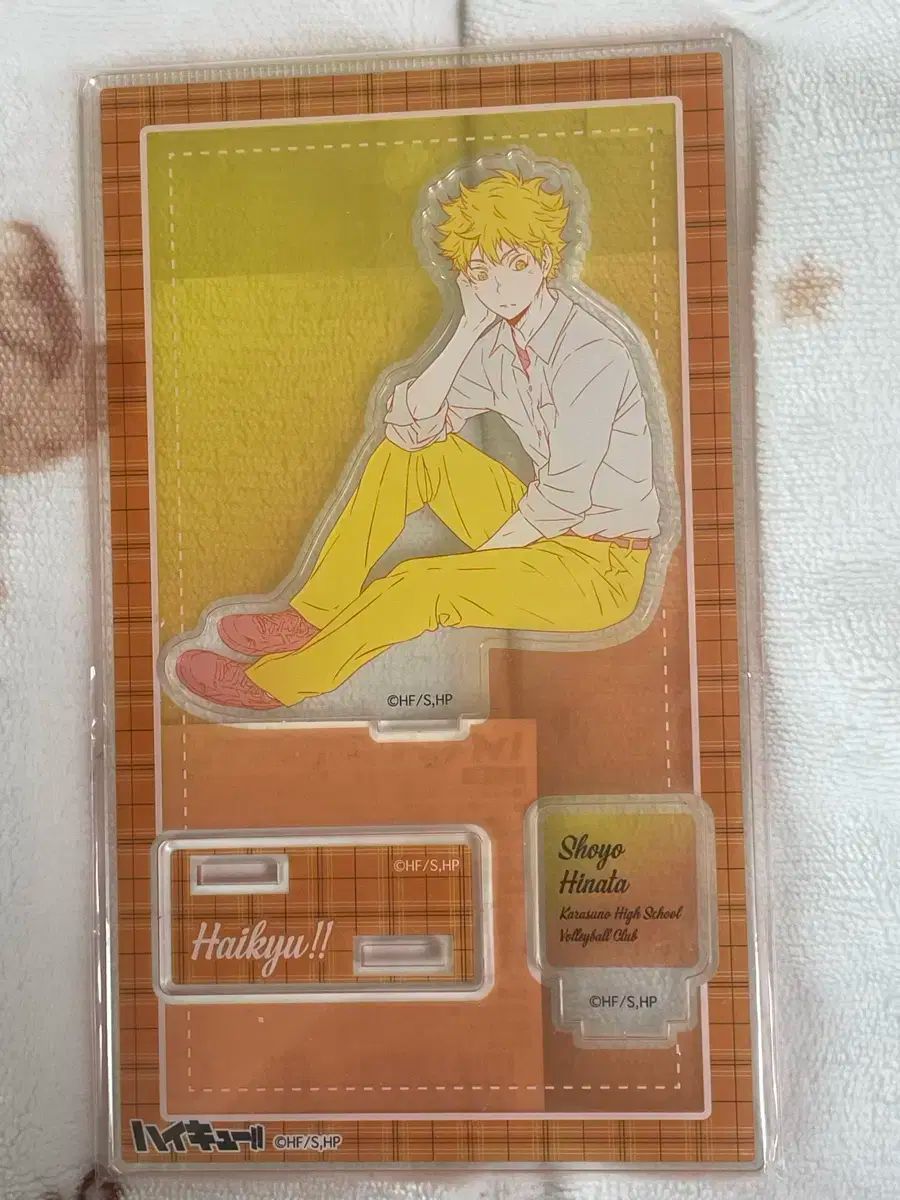 ©HF/S,HP
©HF/S,HP
Haikyu!!
Shoyo
Hinata
Karasuno High School
Volleyball Club
©HF/S,HP
ハイキュー!! ©HF/S,HP